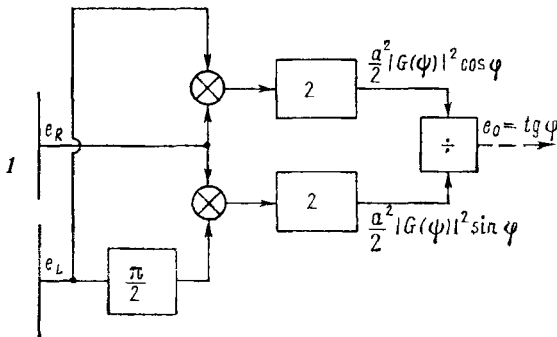 a²/2 |G(ψ)|² cos φ
2
e_R
e_0 = tg φ
÷
1
2
a²/2 |G(ψ)|² sin φ
e_L
π/2